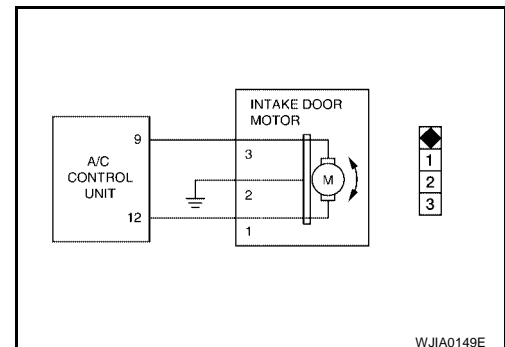 INTAKE DOOR
MOTOR
9
A/C
CONTROL
UNIT
12
3
2
1
M
1
2
3
WJIA0149E